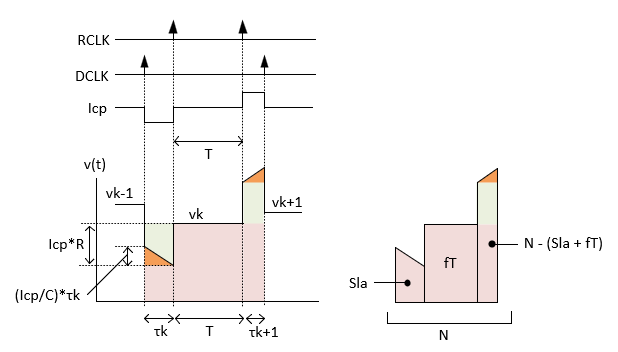 RCLK
DCLK
Icp
T
v(t)
vk-1
vk
vk+1
Icp*R
(Icp/C)*τk
τk
T
τk+1
Sla
fT
N - (Sla + fT)
N